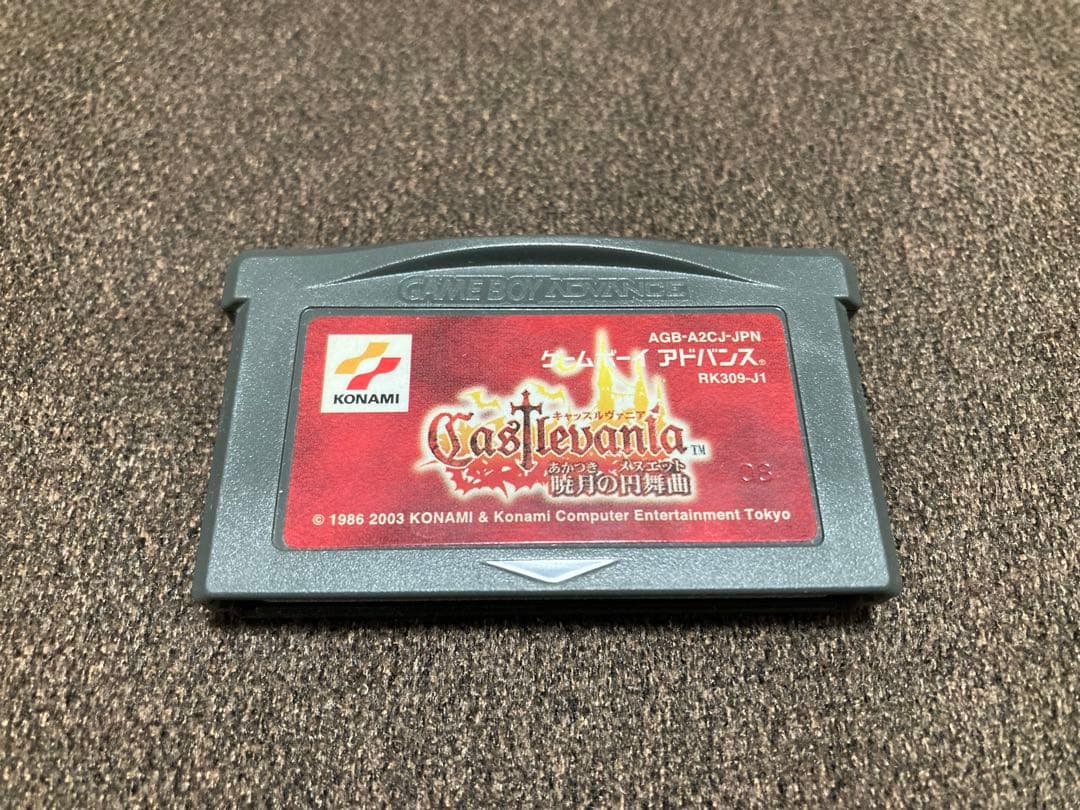 GAME BOY ADVANCE
KONAMI
AGB-A2CJ-JPN
ゲームボーイ アドバンス®
RK309-J1
キャッスルヴァニア
Castlevania™
あかつき メヌエット
暁月の円舞曲
03
© 1986 2003 KONAMI & Konami Computer Entertainment Tokyo